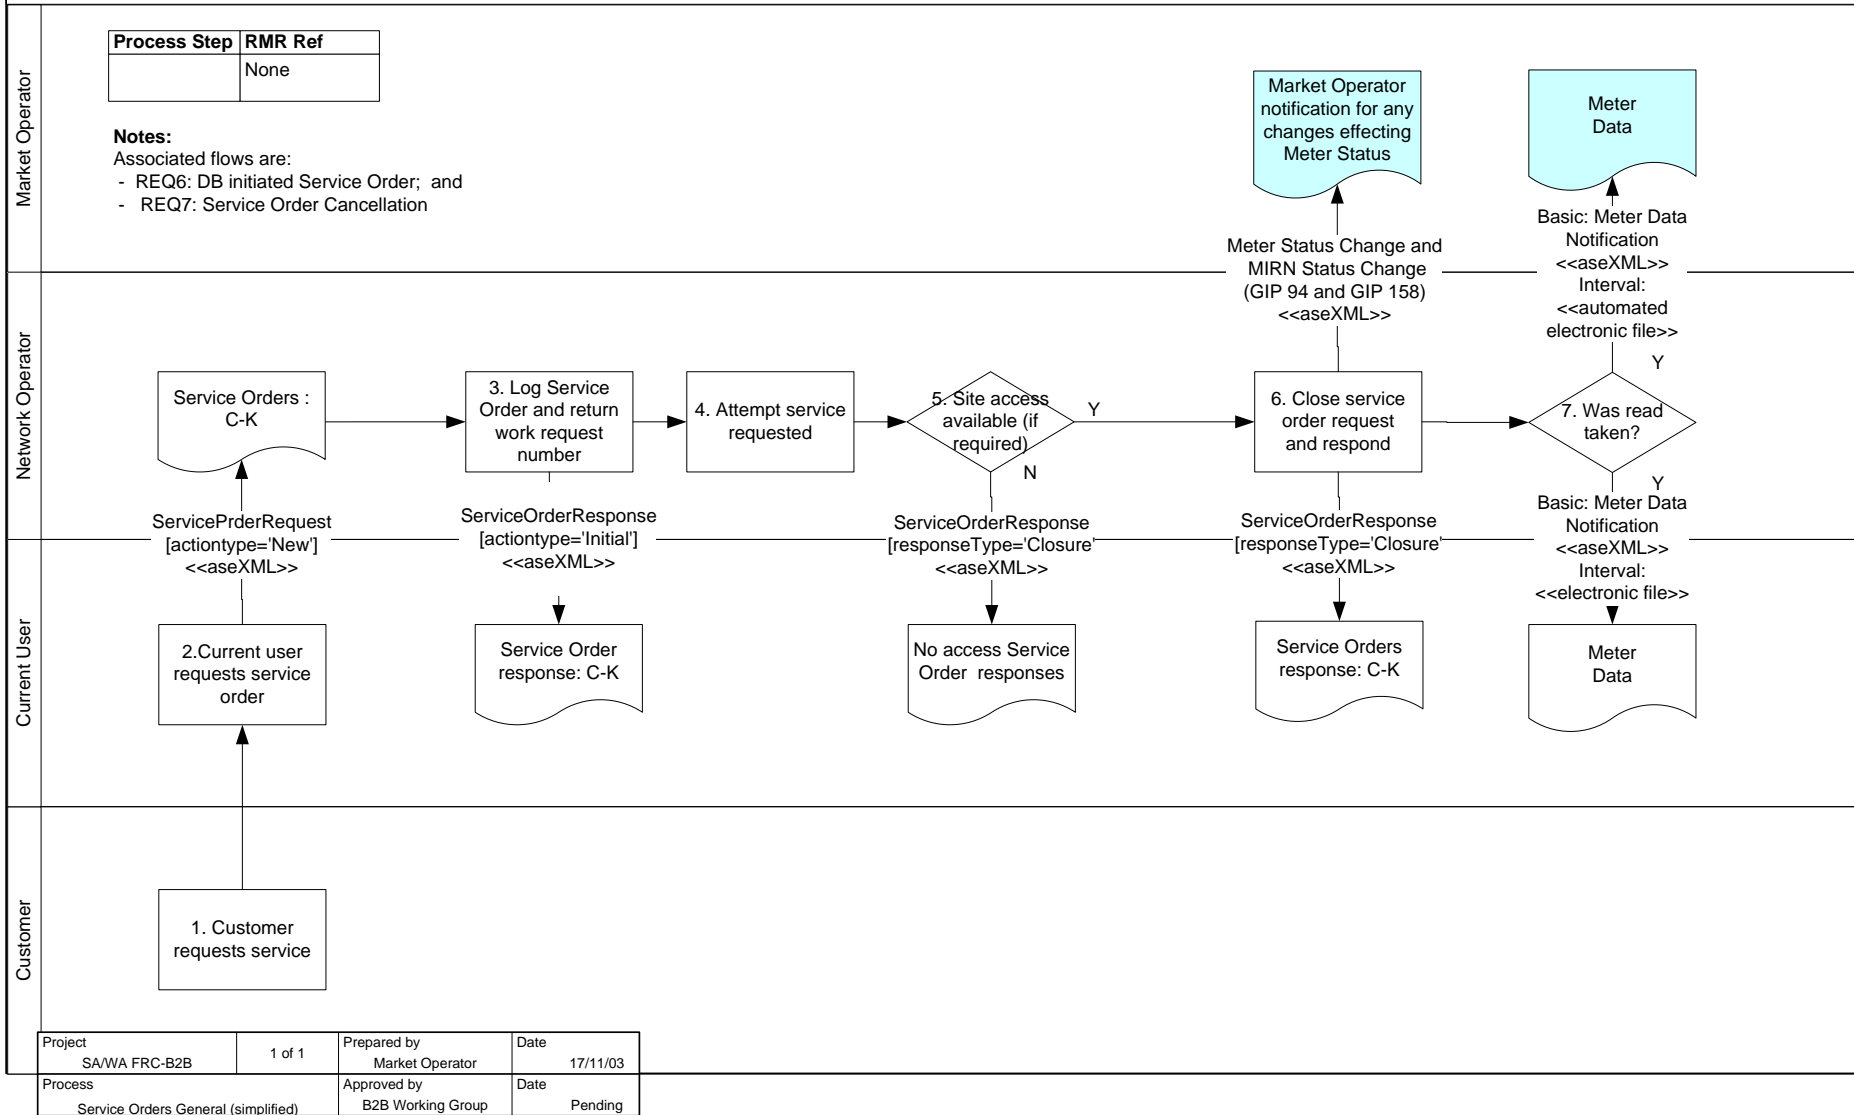 Market Operator
Process Step RMR Ref
None
Notes:
Associated flows are:
- REQ6: DB initiated Service Order; and
- REQ7: Service Order Cancellation
Market Operator
notification for any
changes effecting
Meter Status
Meter
Data
Meter Status Change and
MIRN Status Change
(GIP 94 and GIP 158)
<<aseXML>>
Basic: Meter Data
Notification
<<aseXML>>
Interval:
<<automated
electronic file>>
Network Operator
Service Orders :
C-K
3. Log Service
Order and return
work request
number
4. Attempt service
requested
5. Site access
available (if
required)
Y
N
6. Close service
order request
and respond
7. Was read
taken?
Y
Y
ServicePrderRequest
[actiontype='New']
<<aseXML>>
ServiceOrderResponse
[actiontype='Initial']
<<aseXML>>
ServiceOrderResponse
[responseType='Closure'
<<aseXML>>
ServiceOrderResponse
[responseType='Closure'
<<aseXML>>
Basic: Meter Data
Notification
<<aseXML>>
Interval:
<<electronic file>>
Current User
2.Current user
requests service
order
Service Order
response: C-K
No access Service
Order responses
Service Orders
response: C-K
Meter
Data
Customer
1. Customer
requests service
Project
SA/WA FRC-B2B
1 of 1
Prepared by
Market Operator
Date
17/11/03
Process
Service Orders General (simplified)
Approved by
B2B Working Group
Date
Pending